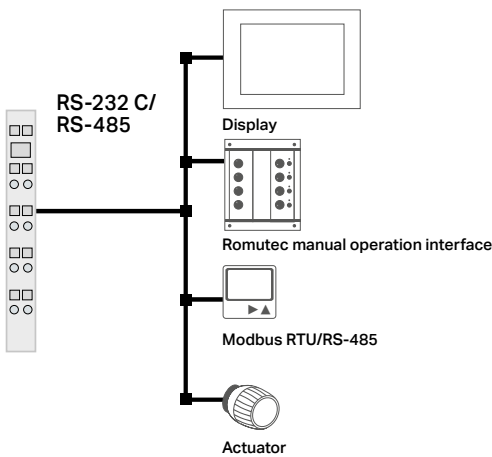 RS-232 C/
RS-485
Display
Romutec manual operation interface
Modbus RTU/RS-485
Actuator